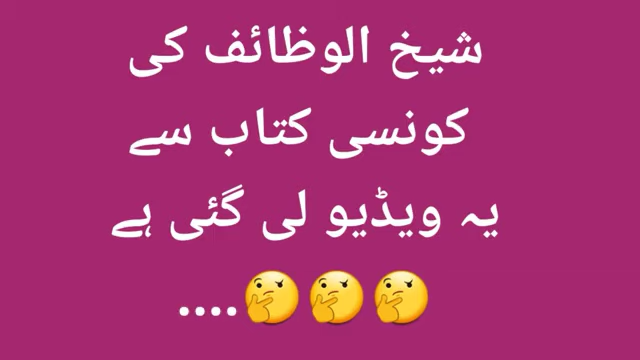 شیخ الوظائف کی
کونسی کتاب سے
یہ ویڈیو لی گئی ہے
🤔🤔🤔....